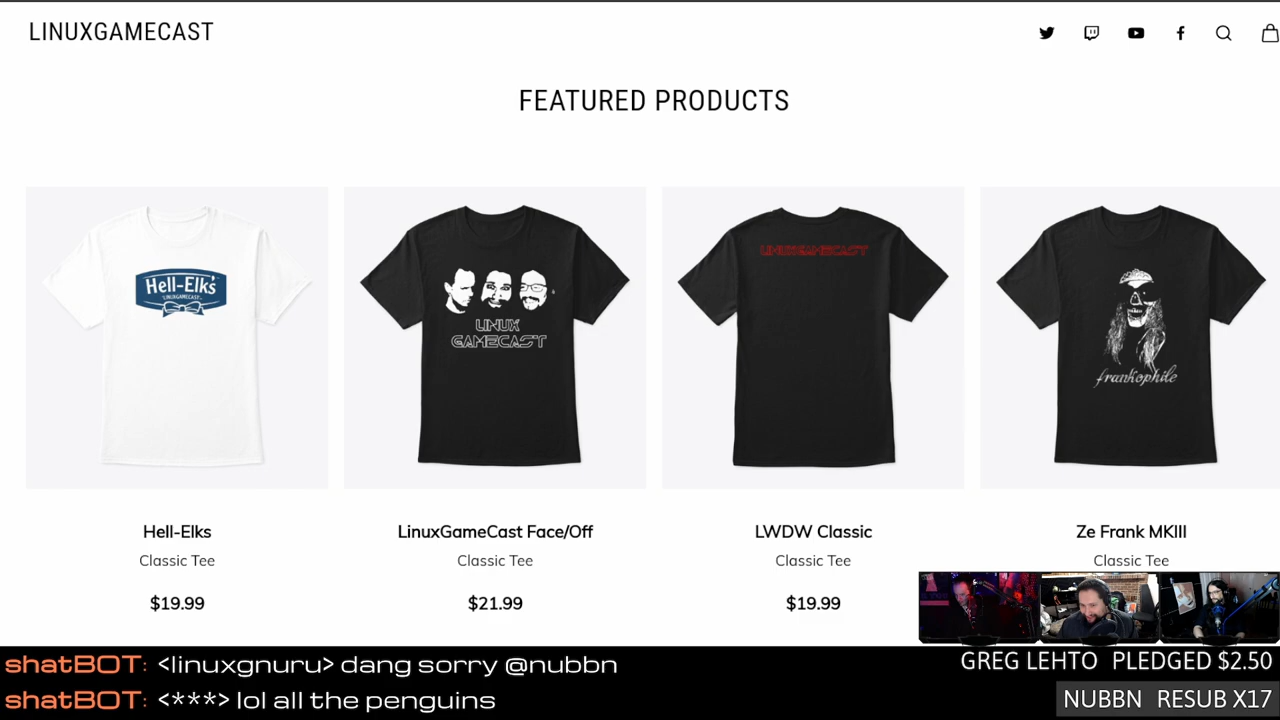 LINUXGAMECAST
FEATURED PRODUCTS
Hell-Elks
LINUXGAMECAST
LINUX
GAMECAST
LINUXGAMECAST
frankophile
Hell-Elks
LinuxGameCast Face/Off
LWDW Classic
Ze Frank MKIII
Classic Tee
Classic Tee
Classic Tee
Classic Tee
$19.99
$21.99
$19.99
shatBOT: <linuxgnuru> dang sorry @nubbn
shatBOT: <***> lol all the penguins
GREG LEHTO PLEDGED $2.50
NUBBN RESUB X17